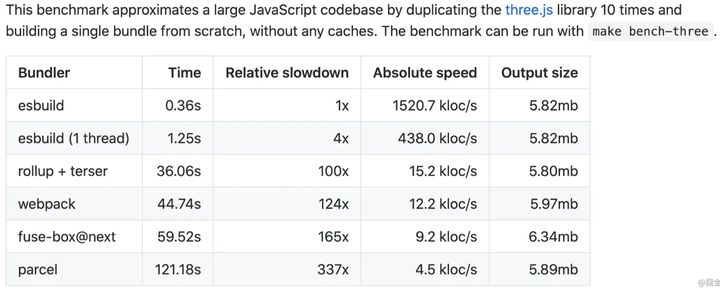 This benchmark approximates a large JavaScript codebase by duplicating the three.js library 10 times and
building a single bundle from scratch, without any caches. The benchmark can be run with make bench-three .
Bundler Time Relative slowdown Absolute speed Output size
esbuild 0.36s 1x 1520.7 kloc/s 5.82mb
esbuild (1 thread) 1.25s 4x 438.0 kloc/s 5.82mb
rollup + terser 36.06s 100x 15.2 kloc/s 5.80mb
webpack 44.74s 124x 12.2 kloc/s 5.97mb
fuse-box@next 59.52s 165x 9.2 kloc/s 6.34mb
parcel 121.18s 337x 4.5 kloc/s 5.89mb
@掘金